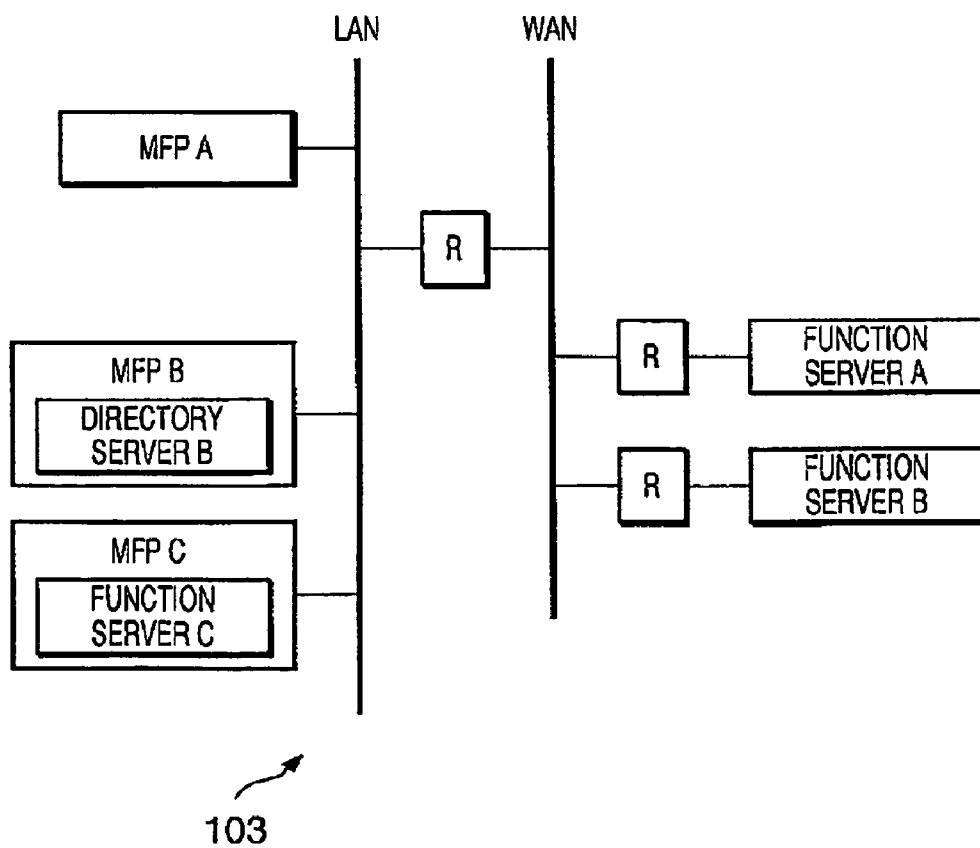 LAN
WAN
MFP A
R
MFP B
DIRECTORY
SERVER B
MFP C
FUNCTION
SERVER C
R
FUNCTION
SERVER A
R
FUNCTION
SERVER B
103